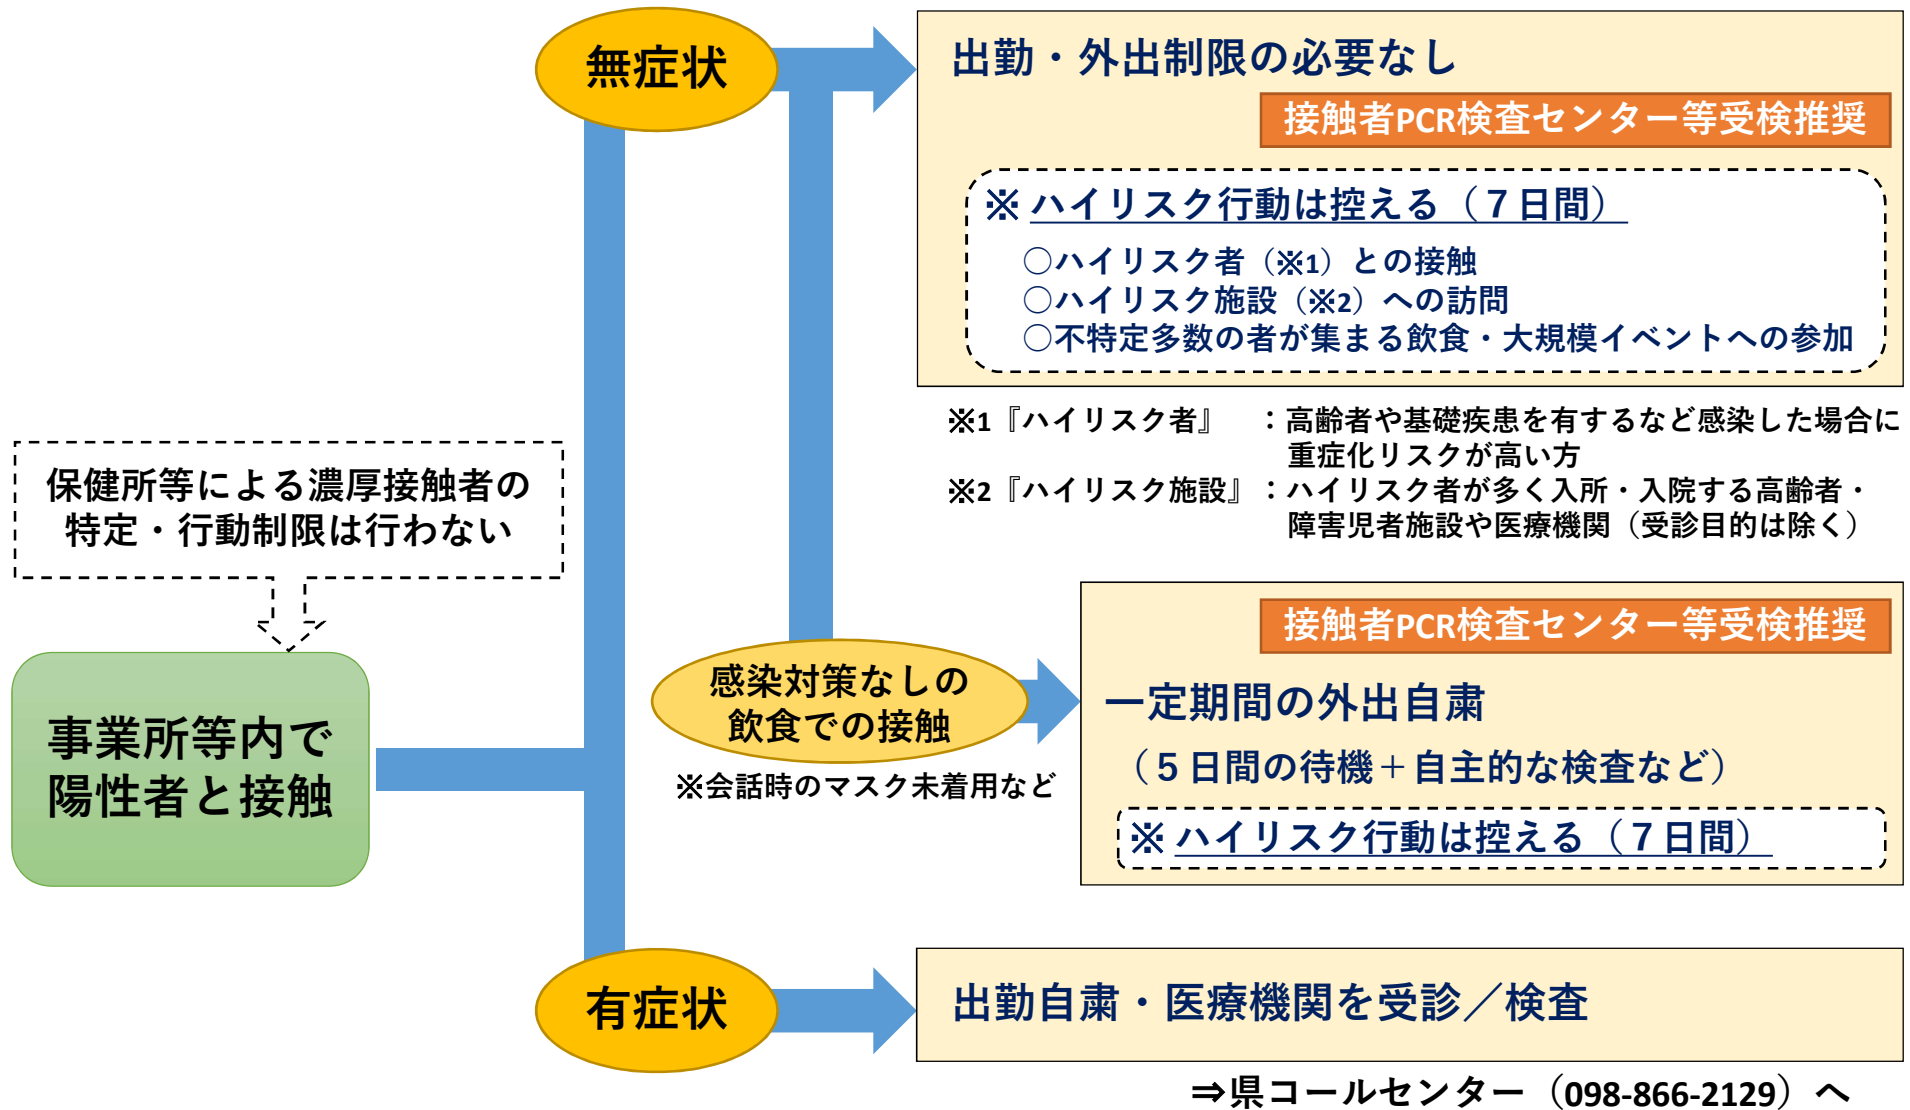 無症状
出勤・外出制限の必要なし
接触者PCR検査センター等受検推奨
※ ハイリスク行動は控える（７日間）
○ハイリスク者（※1）との接触
○ハイリスク施設（※2）への訪問
○不特定多数の者が集まる飲食・大規模イベントへの参加
※1『ハイリスク者』　：高齢者や基礎疾患を有するなど感染した場合に
重症化リスクが高い方
※2『ハイリスク施設』：ハイリスク者が多く入所・入院する高齢者・
障害児者施設や医療機関（受診目的は除く）
保健所等による濃厚接触者の
特定・行動制限は行わない
事業所等内で
陽性者と接触
感染対策なしの
飲食での接触
※会話時のマスク未着用など
接触者PCR検査センター等受検推奨
一定期間の外出自粛
（５日間の待機＋自主的な検査など）
※ ハイリスク行動は控える（７日間）
有症状
出勤自粛・医療機関を受診／検査
⇒県コールセンター（098-866-2129）へ